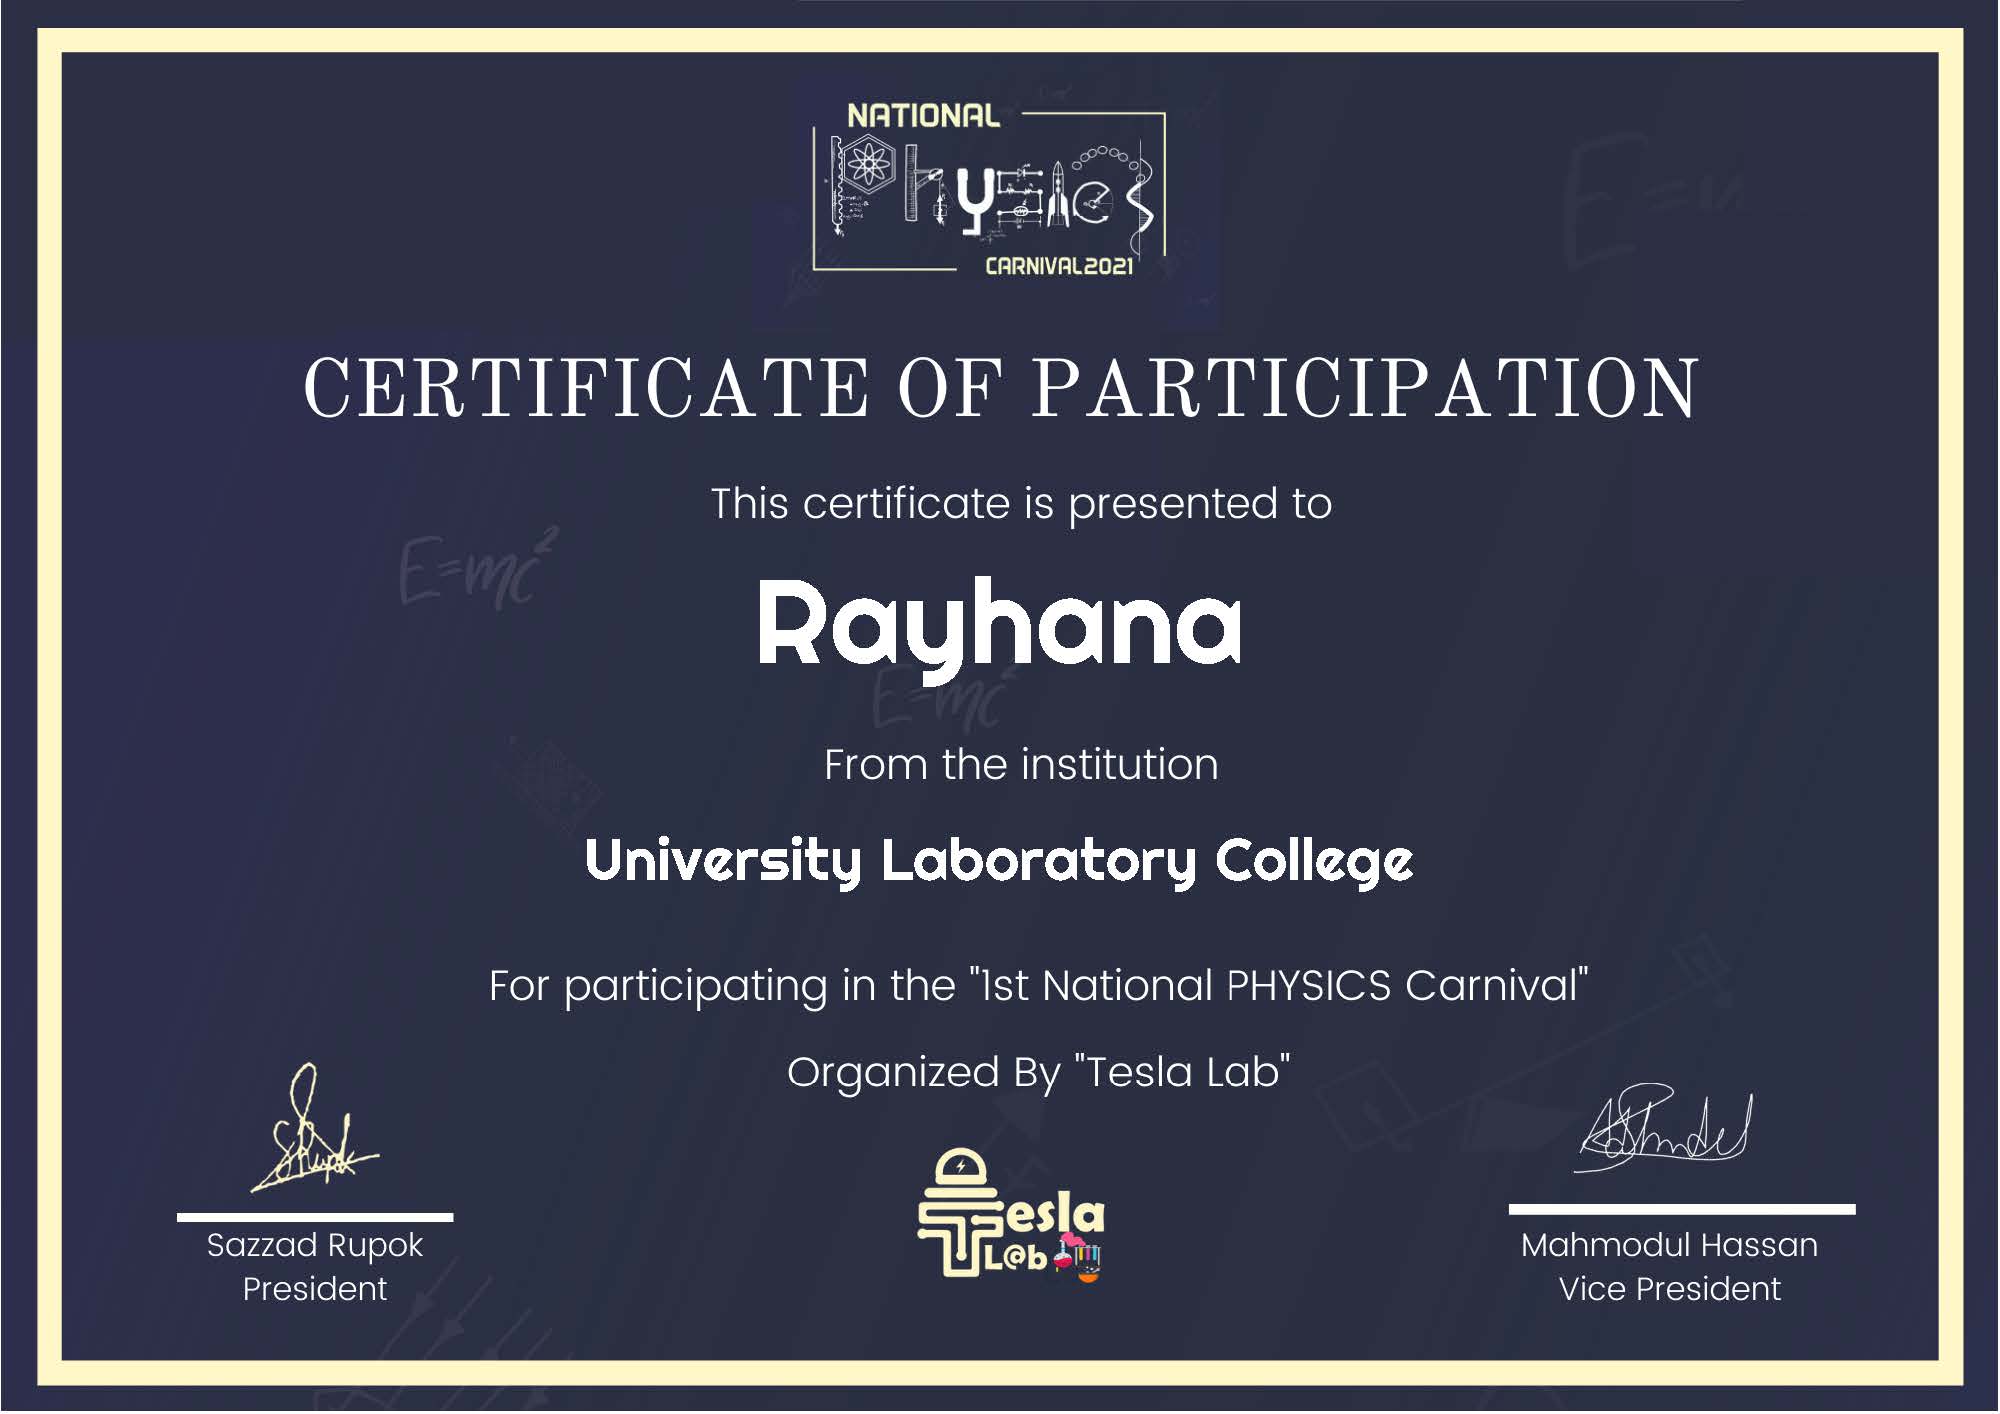 NATIONAL
Physics
CARNIVAL2021
CERTIFICATE OF PARTICIPATION
This certificate is presented to
E=mc²
Rayhana
E=mc²
From the institution
University Laboratory College
For participating in the "1st National PHYSICS Carnival"
Organized By "Tesla Lab"
Tesla
L@b
Sazzad Rupok
President
Mahmodul Hassan
Vice President